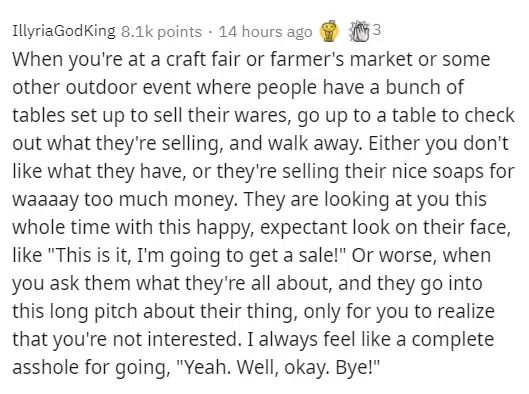 IllyriaGodKing 8.1k points · 14 hours ago 3
When you're at a craft fair or farmer's market or some
other outdoor event where people have a bunch of
tables set up to sell their wares, go up to a table to check
out what they're selling, and walk away. Either you don't
like what they have, or they're selling their nice soaps for
waaaay too much money. They are looking at you this
whole time with this happy, expectant look on their face,
like "This is it, I'm going to get a sale!" Or worse, when
you ask them what they're all about, and they go into
this long pitch about their thing, only for you to realize
that you're not interested. I always feel like a complete
asshole for going, "Yeah. Well, okay. Bye!"